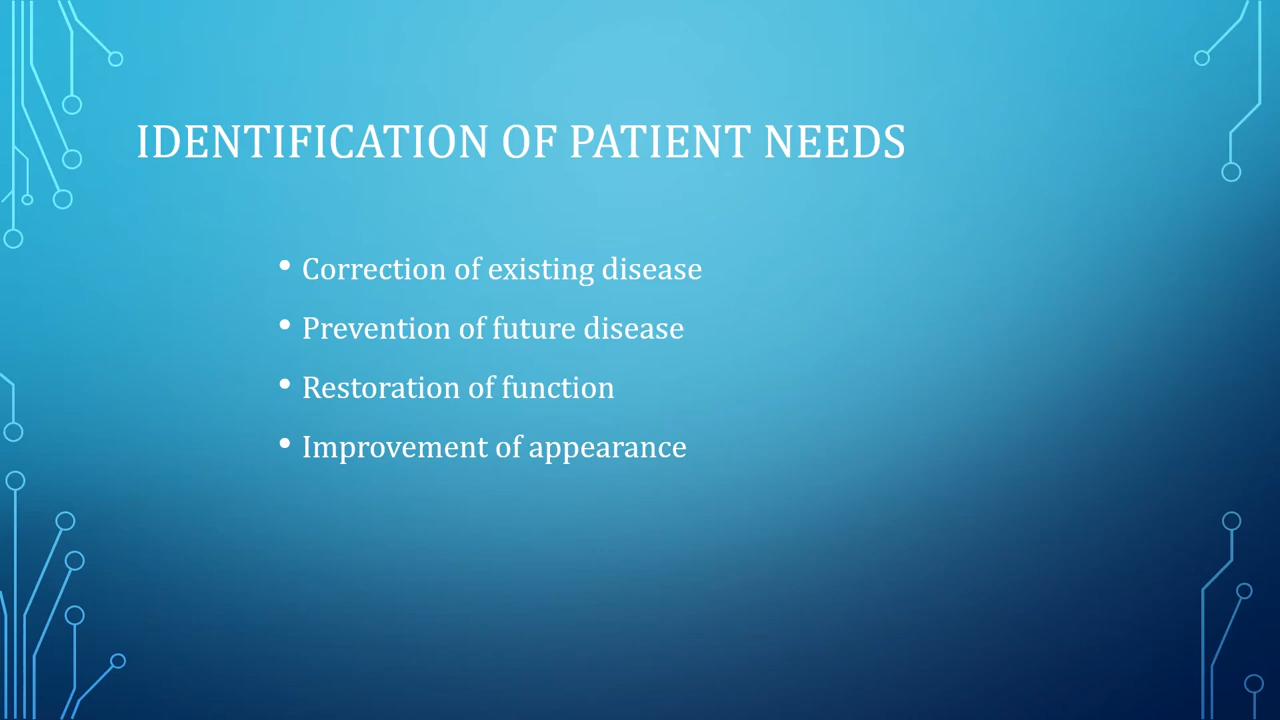 IDENTIFICATION OF PATIENT NEEDS
• Correction of existing disease
• Prevention of future disease
• Restoration of function
• Improvement of appearance